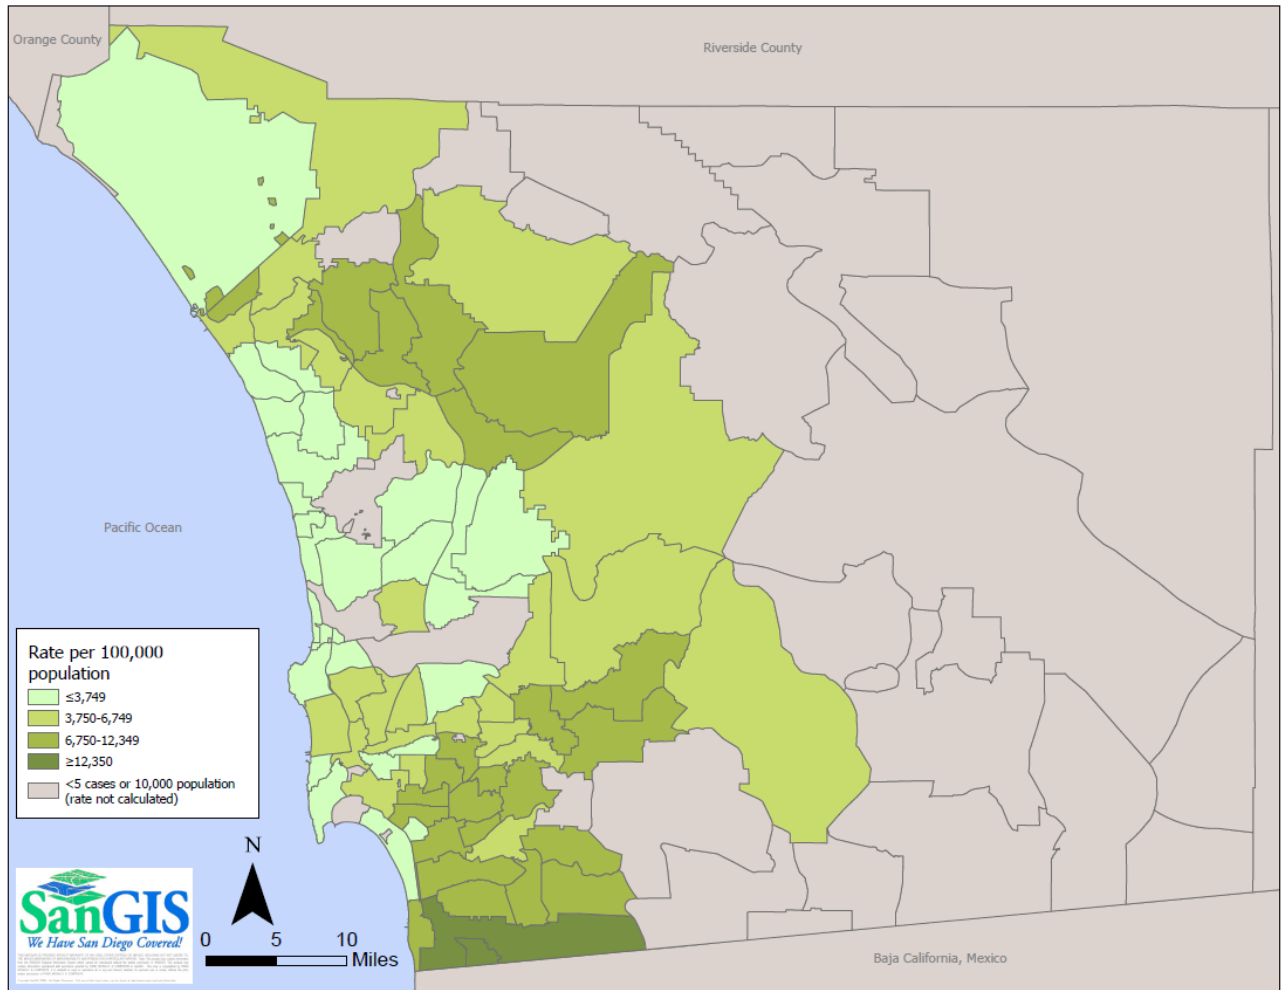 Orange County
Riverside County
Pacific Ocean
Rate per 100,000
population
≤3,749
3,750-6,749
6,750-12,349
≥12,350
<5 cases or 10,000 population
(rate not calculated)
N
SanGIS
We Have San Diego Covered!
0 5 10
Miles
Baja California, Mexico